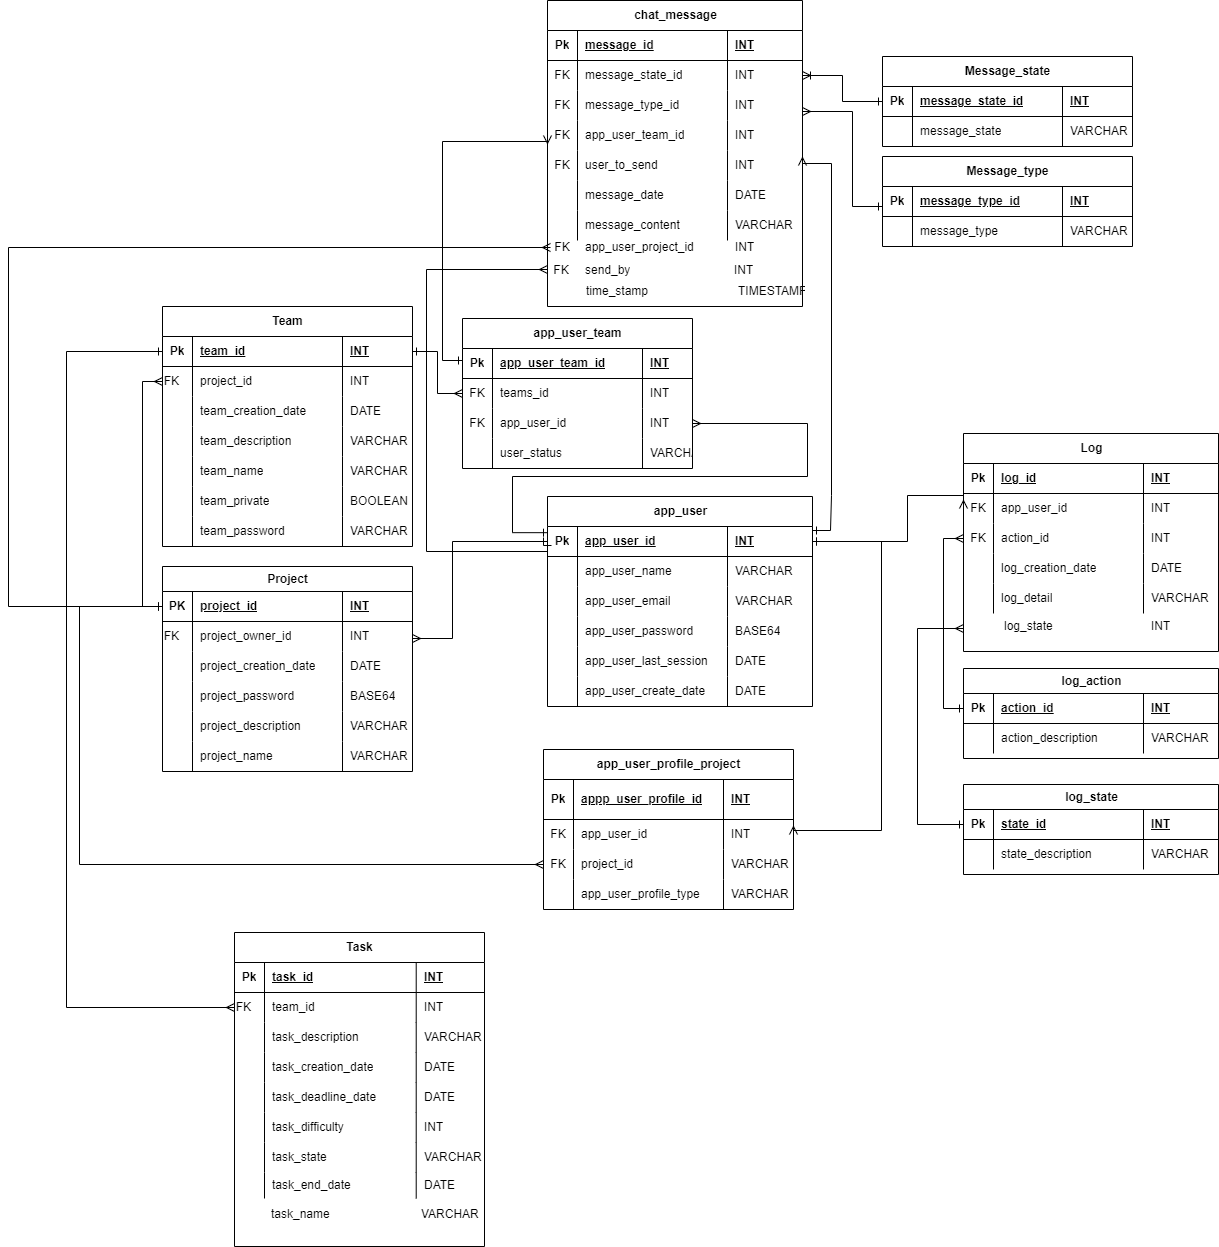 chat_message
Pk message_id INT
FK message_state_id INT
FK message_type_id INT
FK app_user_team_id INT
FK user_to_send INT
message_date DATE
message_content VARCHAR
FK app_user_project_id INT
FK send_by INT
time_stamp TIMESTAMP
Message_state
Pk message_state_id INT
message_state VARCHAR
Message_type
Pk message_type_id INT
message_type VARCHAR
Team
Pk team_id INT
FK project_id INT
team_creation_date DATE
team_description VARCHAR
team_name VARCHAR
team_private BOOLEAN
team_password VARCHAR
app_user_team
Pk app_user_team_id INT
FK teams_id INT
FK app_user_id INT
user_status VARCH
Project
PK project_id INT
FK project_owner_id INT
project_creation_date DATE
project_password BASE64
project_description VARCHAR
project_name VARCHAR
app_user
Pk app_user_id INT
app_user_name VARCHAR
app_user_email VARCHAR
app_user_password BASE64
app_user_last_session DATE
app_user_create_date DATE
Log
Pk log_id INT
FK app_user_id INT
FK action_id INT
log_creation_date DATE
log_detail VARCHAR
log_state INT
log_action
Pk action_id INT
action_description VARCHAR
log_state
Pk state_id INT
state_description VARCHAR
app_user_profile_project
Pk appp_user_profile_id INT
FK app_user_id INT
FK project_id VARCHAR
app_user_profile_type VARCHAR
Task
Pk task_id INT
FK team_id INT
task_description VARCHAR
task_creation_date DATE
task_deadline_date DATE
task_difficulty INT
task_state VARCHAR
task_end_date DATE
task_name VARCHAR